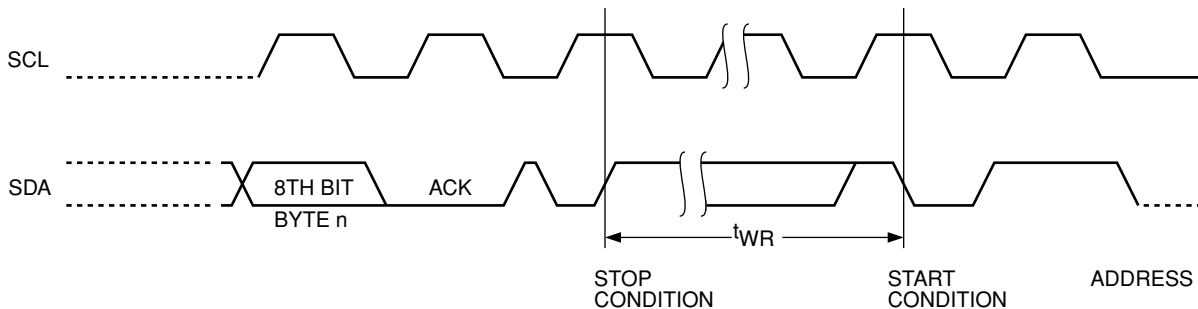 SCL
SDA
8TH BIT
BYTE n
ACK
tWR
STOP
CONDITION
START
CONDITION
ADDRESS